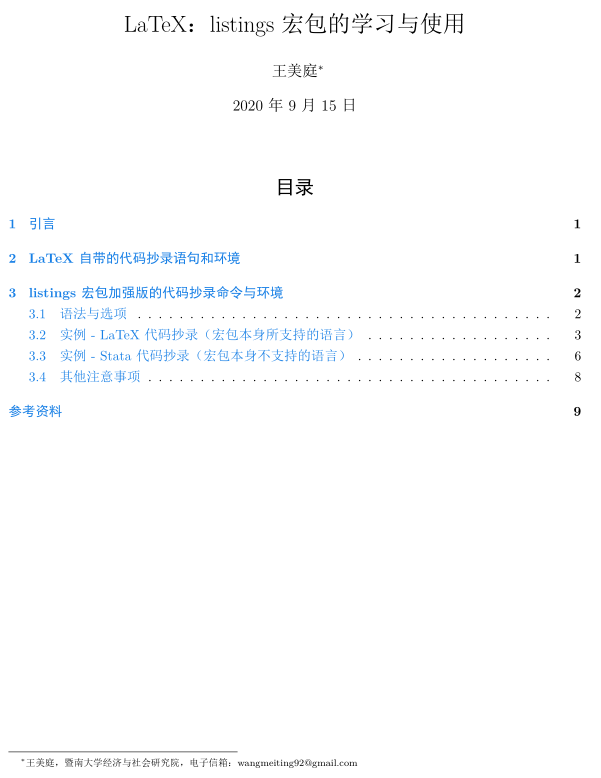 LaTeX：listings 宏包的学习与使用
王美庭*
2020 年 9 月 15 日
目录
1 引言 1
2 LaTeX 自带的代码抄录语句和环境 1
3 listings 宏包加强版的代码抄录命令与环境 2
3.1 语法与选项 . . . . . . . . . . . . . . . . . . . . . . . . . . . . . . . . . . . . . . . . 2
3.2 实例 - LaTeX 代码抄录（宏包本身所支持的语言） . . . . . . . . . . . . . . . . . . 3
3.3 实例 - Stata 代码抄录（宏包本身不支持的语言） . . . . . . . . . . . . . . . . . . . 6
3.4 其他注意事项 . . . . . . . . . . . . . . . . . . . . . . . . . . . . . . . . . . . . . . . 8
参考资料 9
*王美庭，暨南大学经济与社会研究院，电子信箱：wangmeiting92@gmail.com